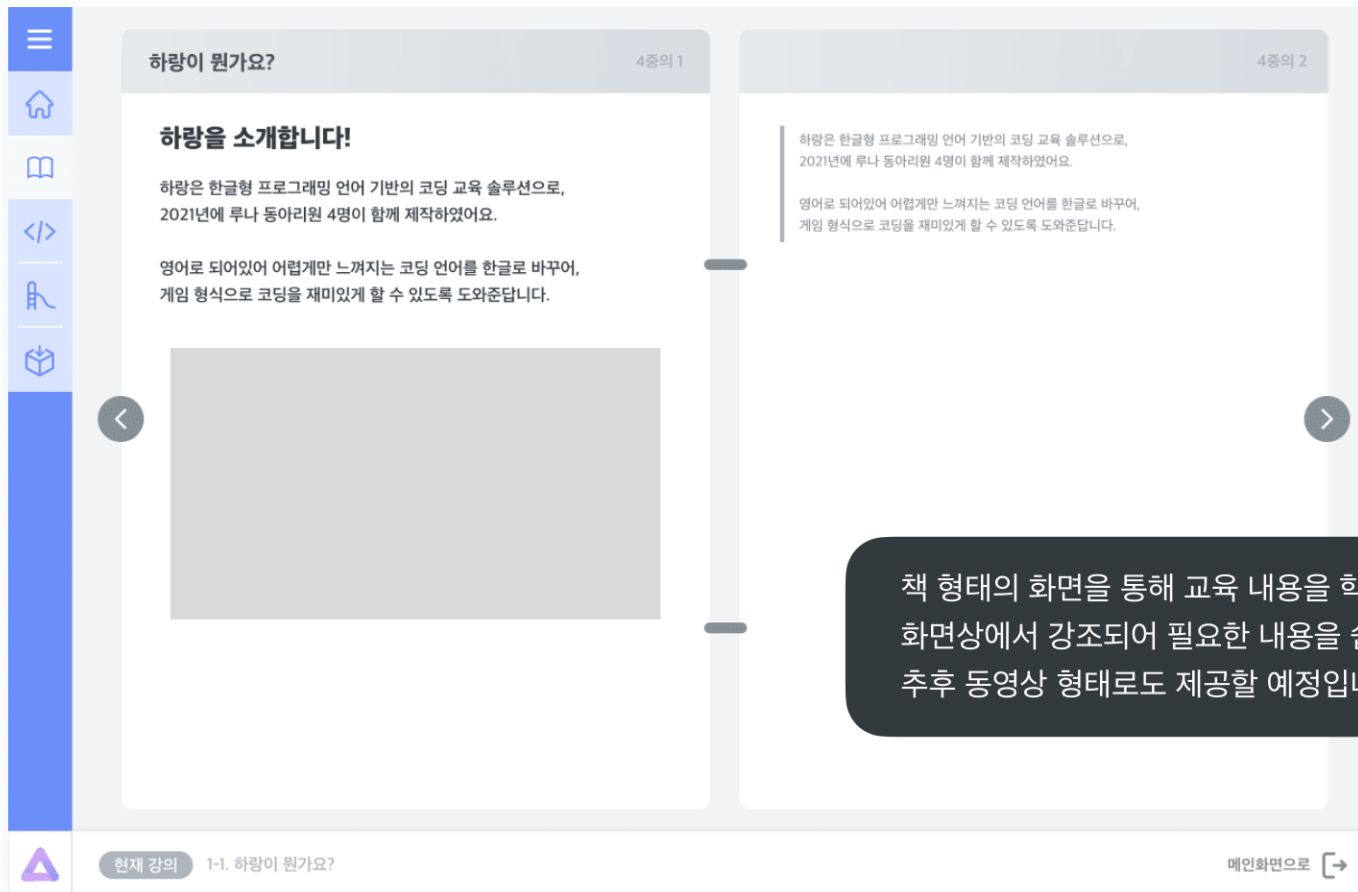 하랑이 뭔가요?
4중의 1
하랑을 소개합니다!
하랑은 한글형 프로그래밍 언어 기반의 코딩 교육 솔루션으로,
2021년에 루나 동아리원 4명이 함께 제작하였어요.
영어로 되어있어 어렵게만 느껴지는 코딩 언어를 한글로 바꾸어,
게임 형식으로 코딩을 재미있게 할 수 있도록 도와준답니다.
4중의 2
하랑은 한글형 프로그래밍 언어 기반의 코딩 교육 솔루션으로,
2021년에 루나 동아리원 4명이 함께 제작하였어요.
영어로 되어있어 어렵게만 느껴지는 코딩 언어를 한글로 바꾸어,
게임 형식으로 코딩을 재미있게 할 수 있도록 도와준답니다.
책 형태의 화면을 통해 교육 내용을
화면상에서 강조되어 필요한 내용을
추후 동영상 형태로도 제공할
현재 강의
1-1. 하랑이 뭔가요?
메인화면으로